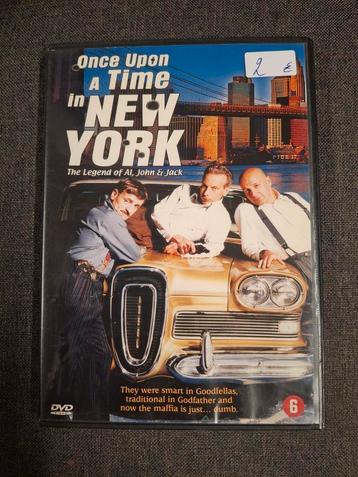 Once Upon
A Time
in NEW
YORK
The Legend of Al, John & Jack
2 €
They were smart in Goodfellas,
traditional in Godfather and
now the maffia is just... dumb.
DVD
VIDEO
6